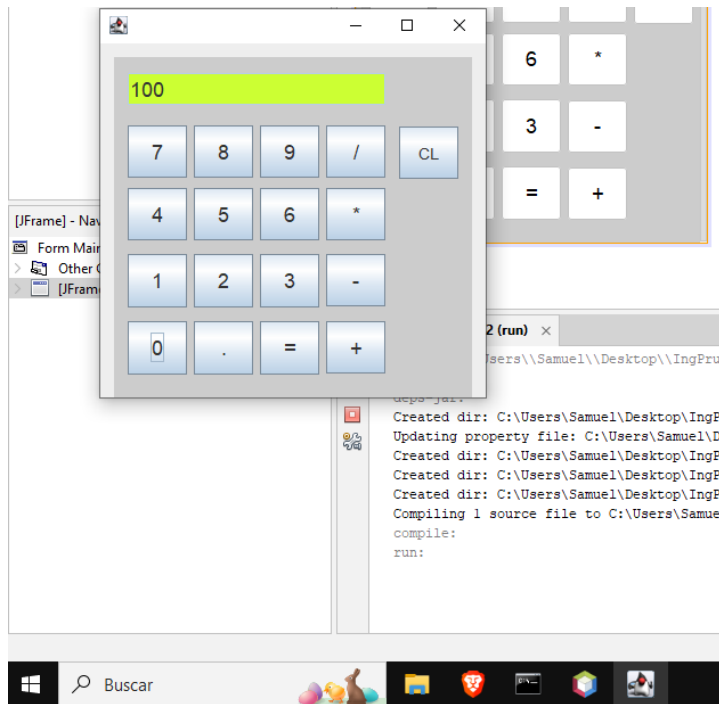 100
7 8 9 / CL
4 5 6 *
1 2 3 -
0 . = +
6 *
3 -
= +
[JFrame] - Nav
Form Main
Other C
[JFrame
2 (run) ×
Users\\Samuel\\Desktop\\IngPru
deps-jar:
Created dir: C:\Users\Samuel\Desktop\IngP
Updating property file: C:\Users\Samuel\D
Created dir: C:\Users\Samuel\Desktop\IngP
Created dir: C:\Users\Samuel\Desktop\IngP
Created dir: C:\Users\Samuel\Desktop\IngP
Compiling 1 source file to C:\Users\Samue
compile:
run:
Buscar